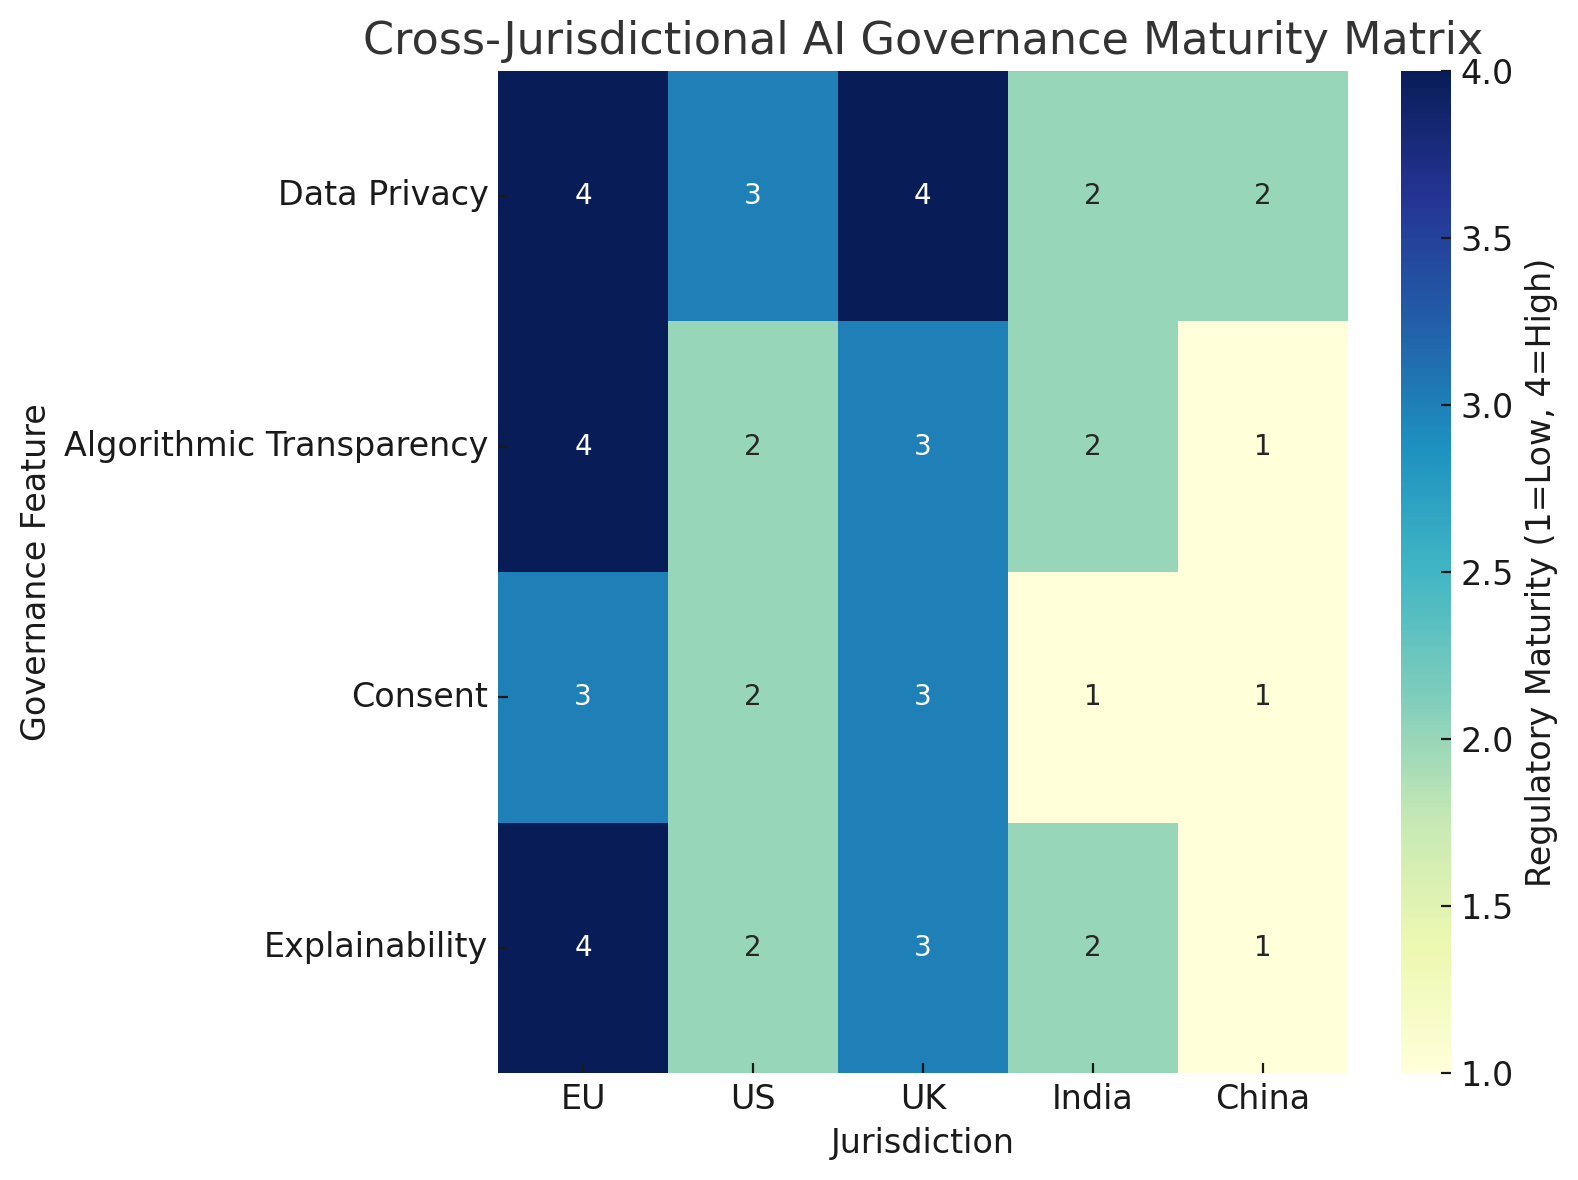 Cross-Jurisdictional AI Governance Maturity Matrix
Governance Feature
Data Privacy
4 3 4 2 2
Algorithmic Transparency
4 2 3 2 1
Consent
3 2 3 1 1
Explainability
4 2 3 2 1
EU US UK India China
Jurisdiction
4.0
3.5
3.0
2.5
2.0
1.5
1.0
Regulatory Maturity (1=Low, 4=High)